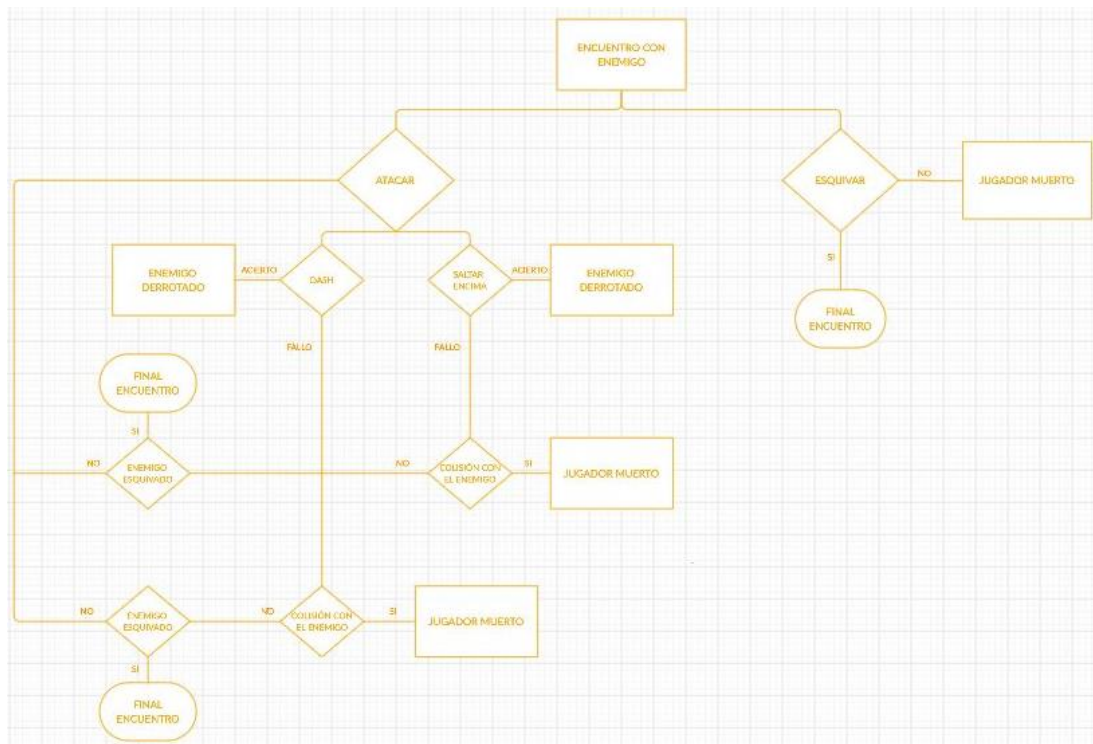 ENCUENTRO CON
ENEMIGO
ATACAR
ESQUIVAR
NO
JUGADOR MUERTO
SI
FINAL
ENCUENTRO
ENEMIGO
DERROTADO
ACIERTO
DASH
SALTAR
ENCIMA
ACIERTO
ENEMIGO
DERROTADO
FALLO
FALLO
FINAL
ENCUENTRO
SI
NO
ENEMIGO
ESQUIVADO
NO
COLISIÓN CON
EL ENEMIGO
SI
JUGADOR MUERTO
NO
ENEMIGO
ESQUIVADO
NO
COLISIÓN CON
EL ENEMIGO
SI
JUGADOR MUERTO
SI
FINAL
ENCUENTRO